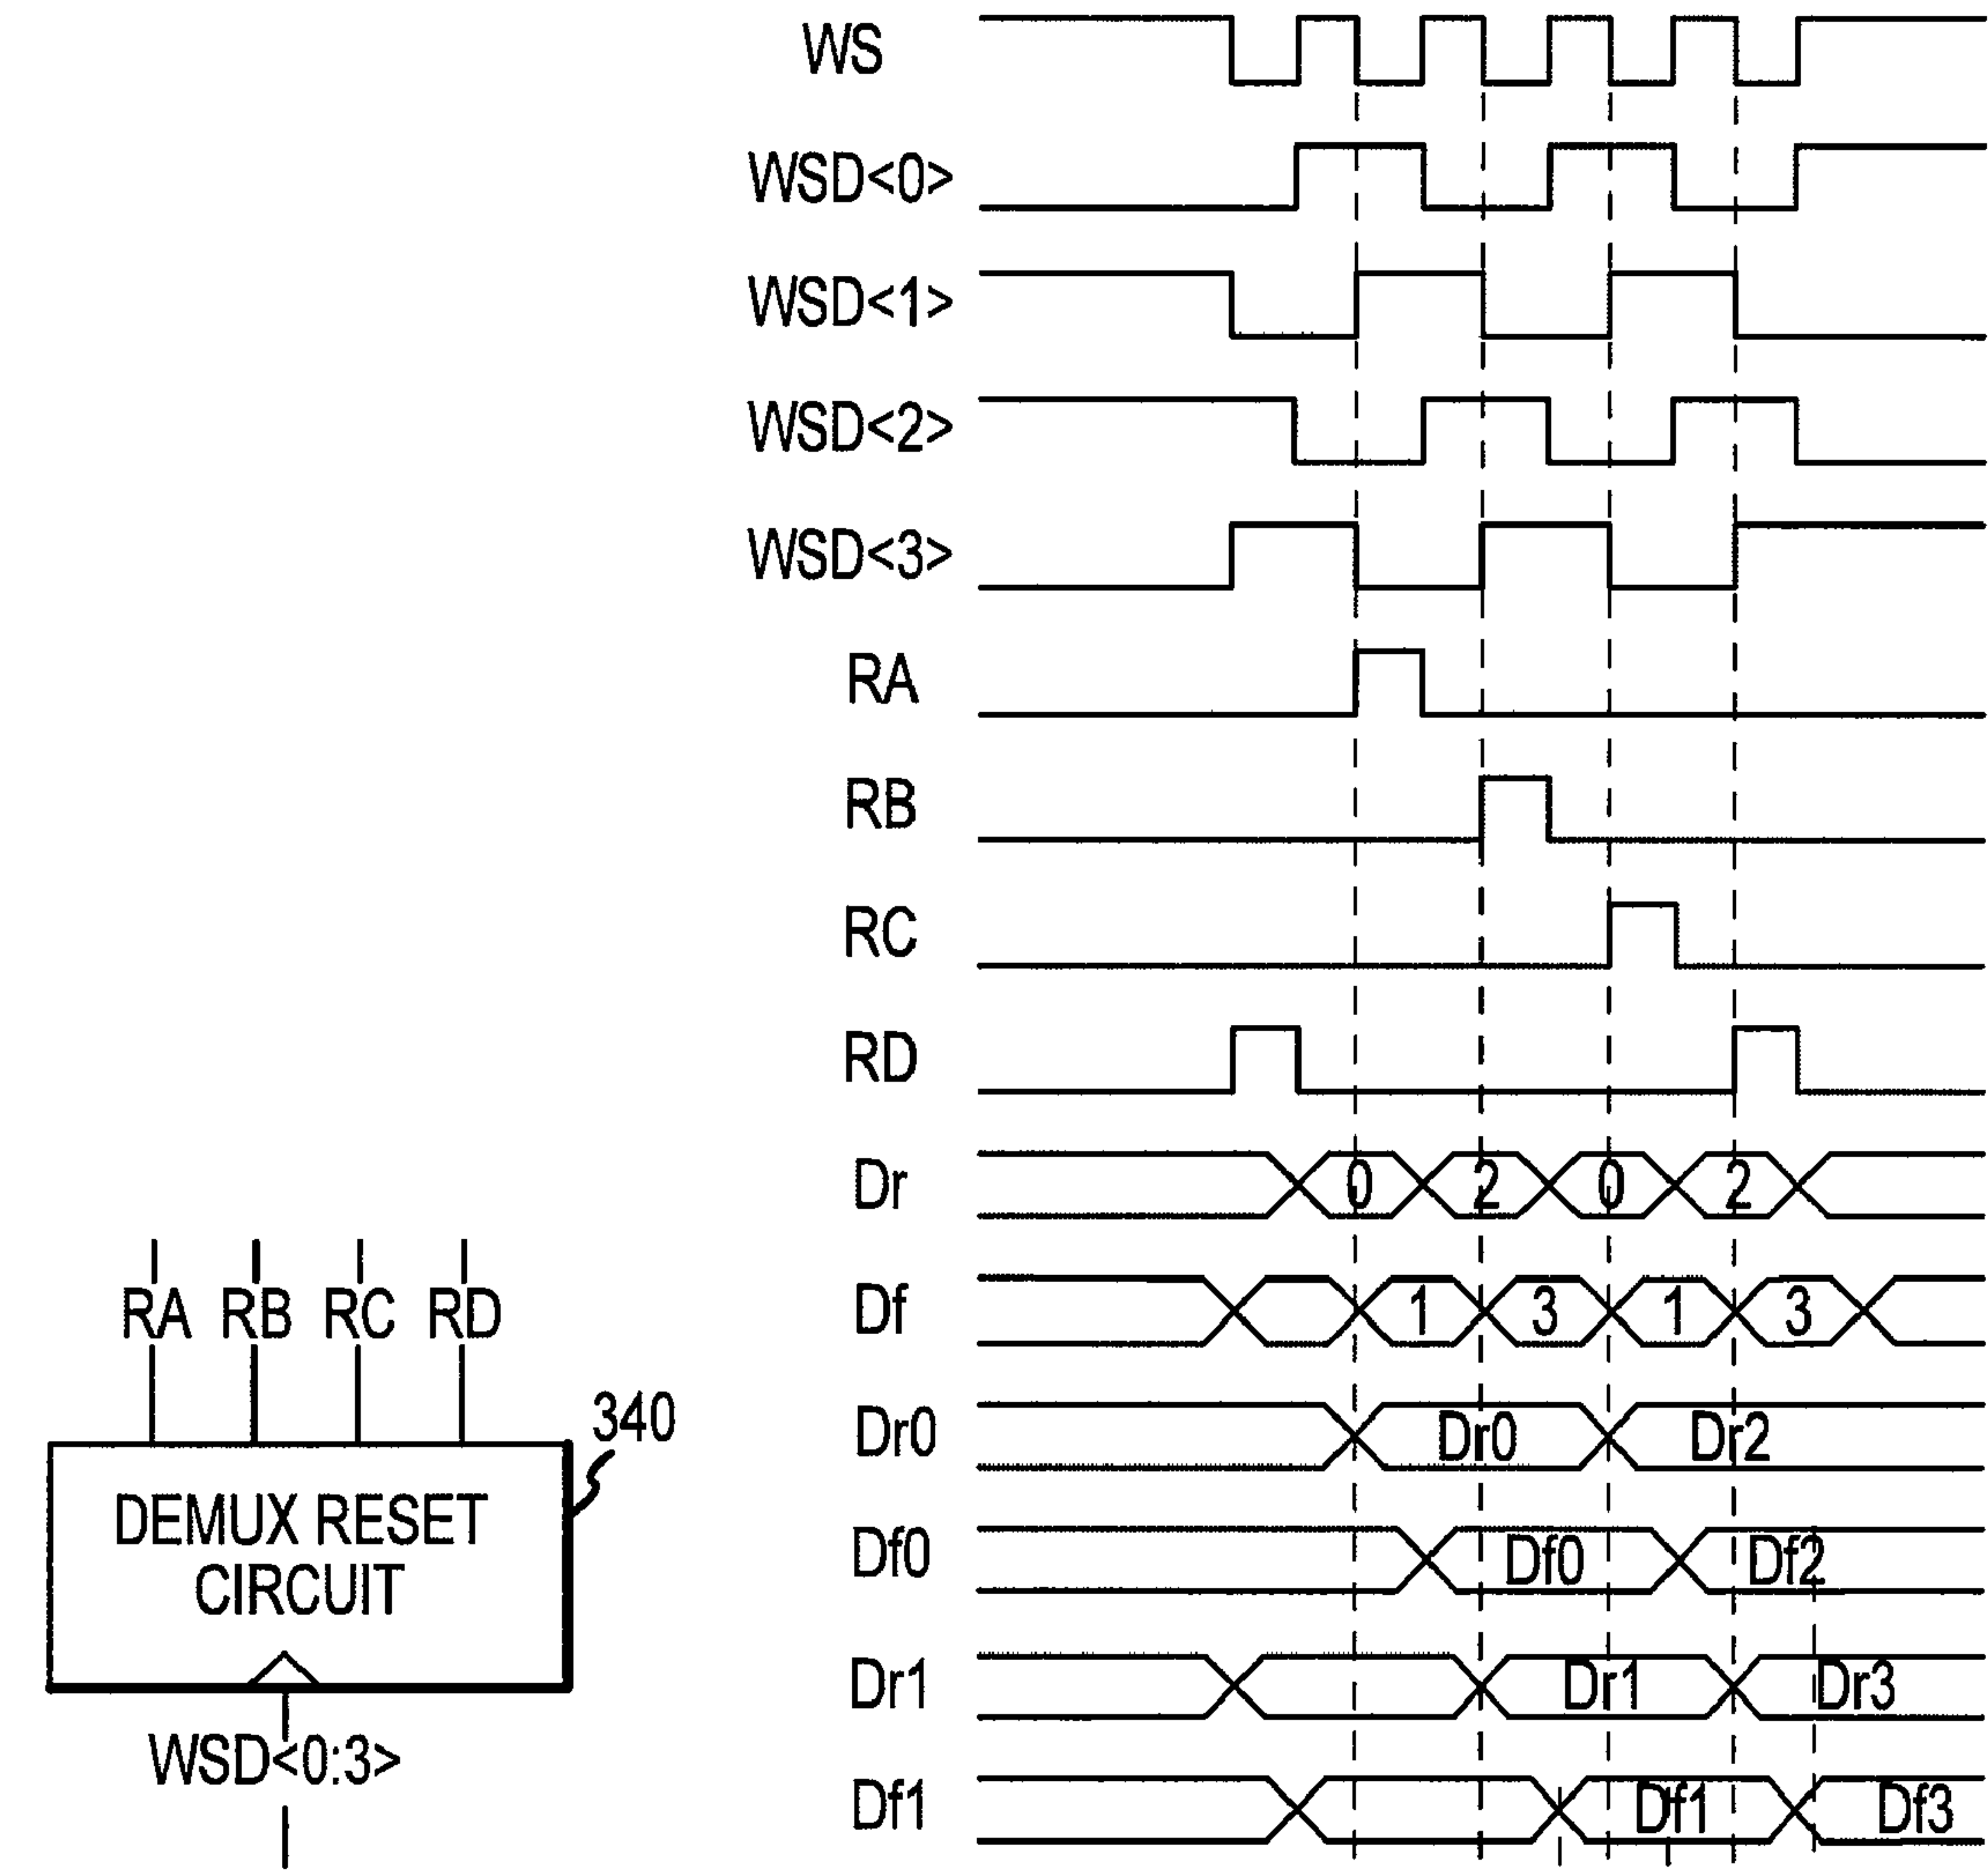 WS
WSD<0>
WSD<1>
WSD<2>
WSD<3>
RA
RB
RC
RD
Dr 0 2 0 2
Df 1 3 1 3
Dr0 Dr0 Dr2
Df0 Df0 Df2
Dr1 Dr1 Dr3
Df1 Df1 Df3
RA RB RC RD
340
DEMUX RESET
CIRCUIT
WSD<0:3>